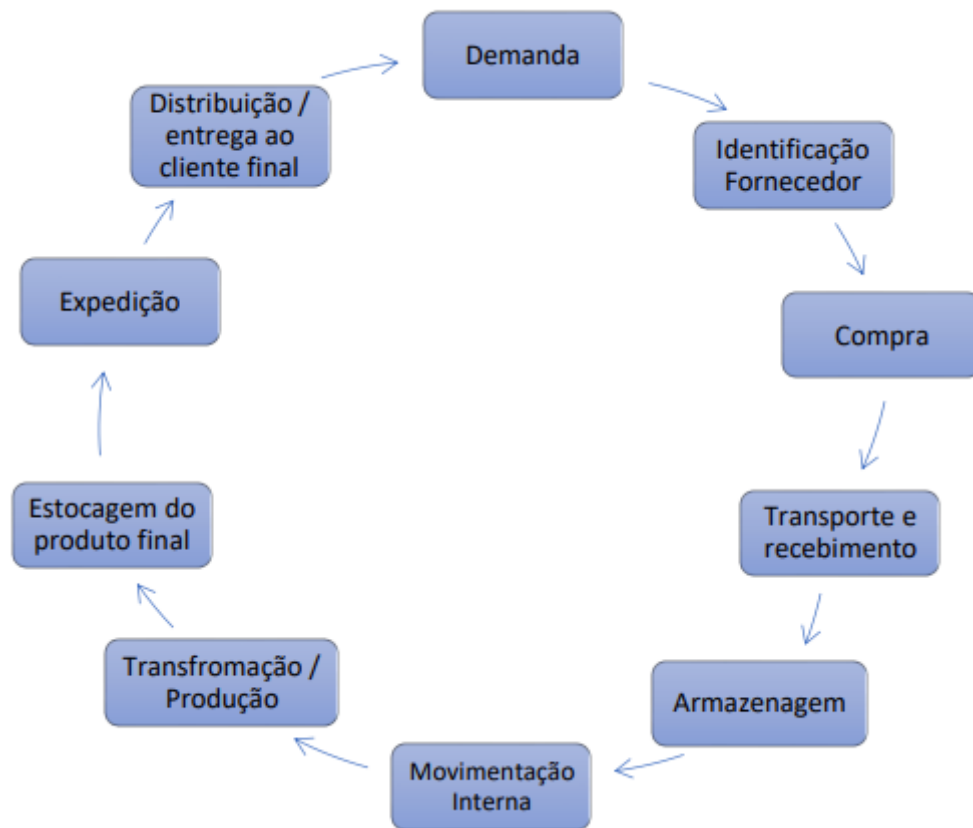 Demanda
Identificação
Fornecedor
Compra
Transporte e
recebimento
Armazenagem
Movimentação
Interna
Transfromação /
Produção
Estocagem do
produto final
Expedição
Distribuição /
entrega ao
cliente final